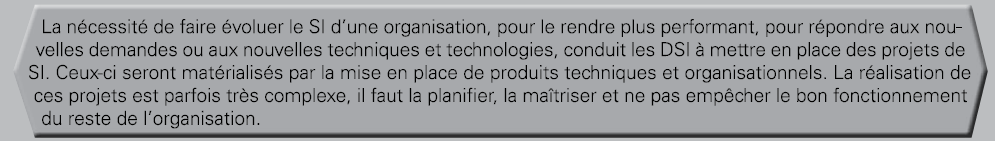 La nécessité de faire évoluer le SI d'une organisation, pour le rendre plus performant, pour répondre aux nou-
velles demandes ou aux nouvelles techniques et technologies, conduit les DSI à mettre en place des projets de
SI. Ceux-ci seront matérialisés par la mise en place de produits techniques et organisationnels. La réalisation de
ces projets est parfois très complexe, il faut la planifier, la maîtriser et ne pas empêcher le bon fonctionnement
du reste de l'organisation.